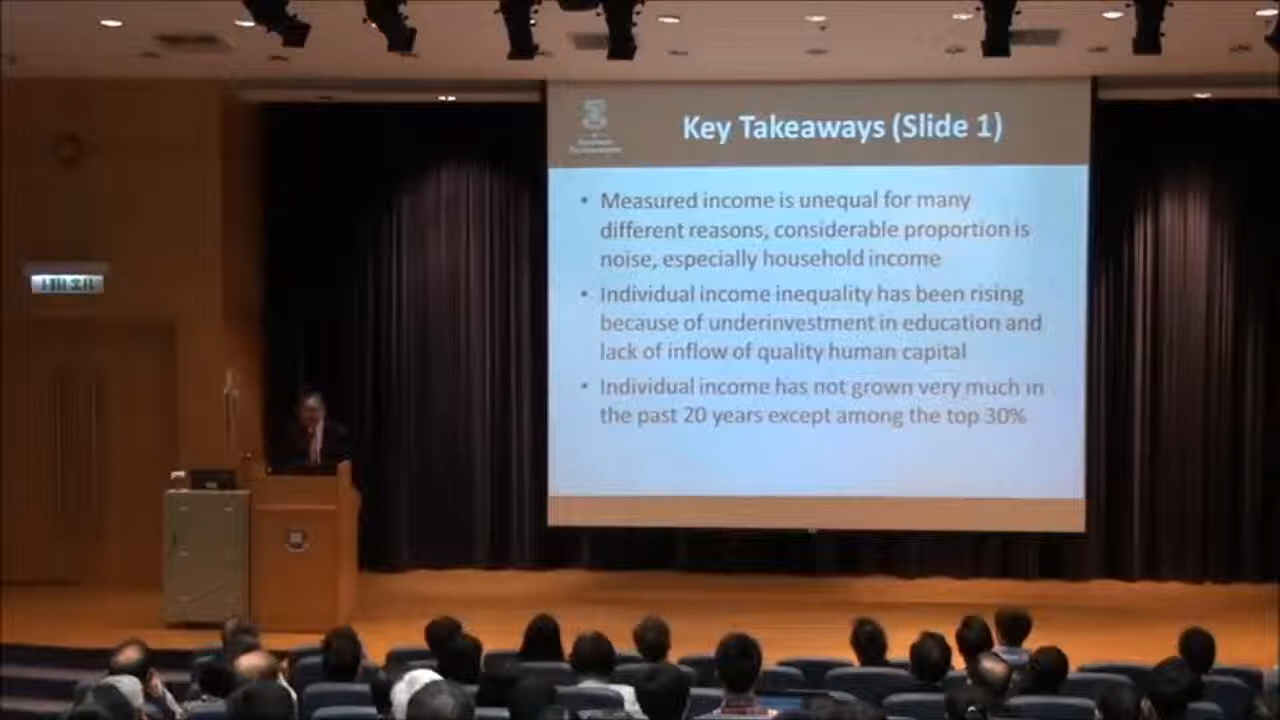 Key Takeaways (Slide 1)
• Measured income is unequal for many
different reasons, considerable proportion is
noise, especially household income
• Individual income inequality has been rising
because of underinvestment in education and
lack of inflow of quality human capital
• Individual income has not grown very much in
the past 20 years except among the top 30%